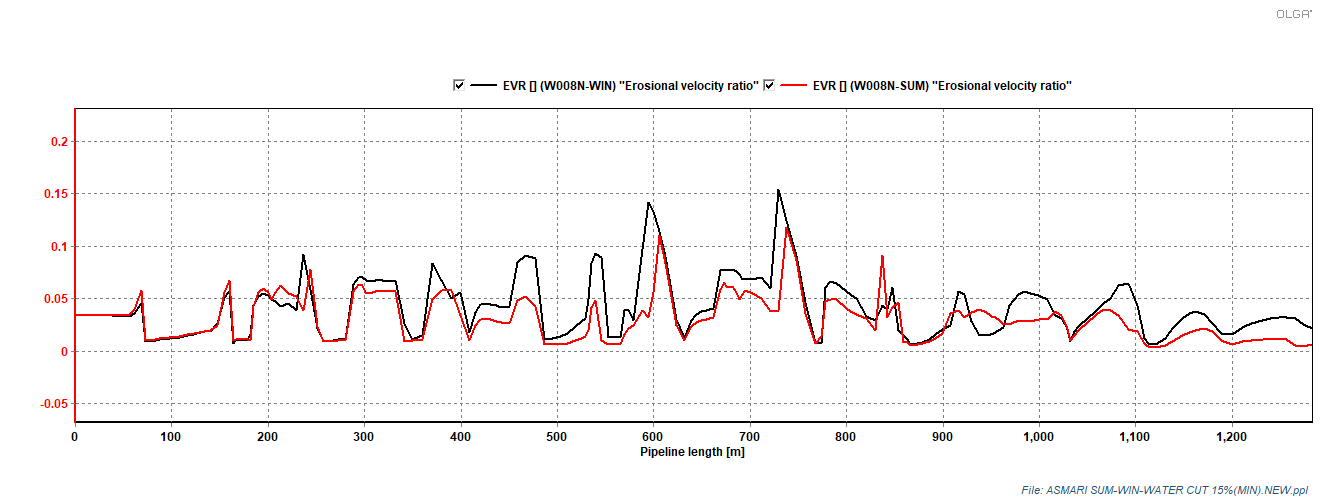 OLGA
EVR [] (W008N-WIN) "Erosional velocity ratio" EVR [] (W008N-SUM) "Erosional velocity ratio"
0.2
0.15
0.1
0.05
0
-0.05
0 100 200 300 400 500 600 700 800 900 1,000 1,100 1,200
Pipeline length [m]
File: ASMARI SUM-WIN-WATER CUT 15%(MIN).NEW.ppl